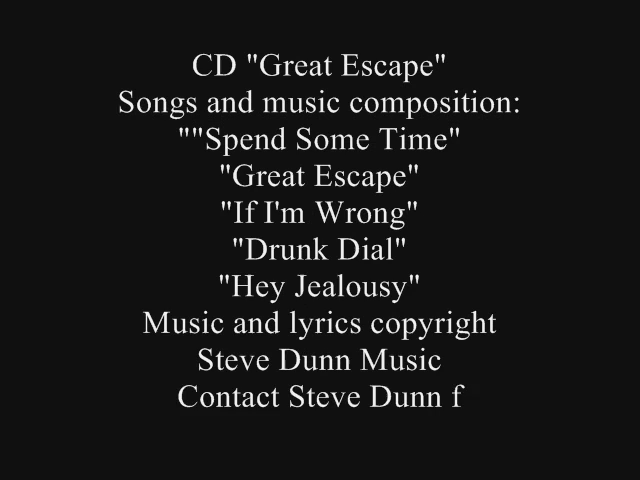 CD "Great Escape"
Songs and music composition:
""Spend Some Time"
"Great Escape"
"If I'm Wrong"
"Drunk Dial"
"Hey Jealousy"
Music and lyrics copyright
Steve Dunn Music
Contact Steve Dunn f